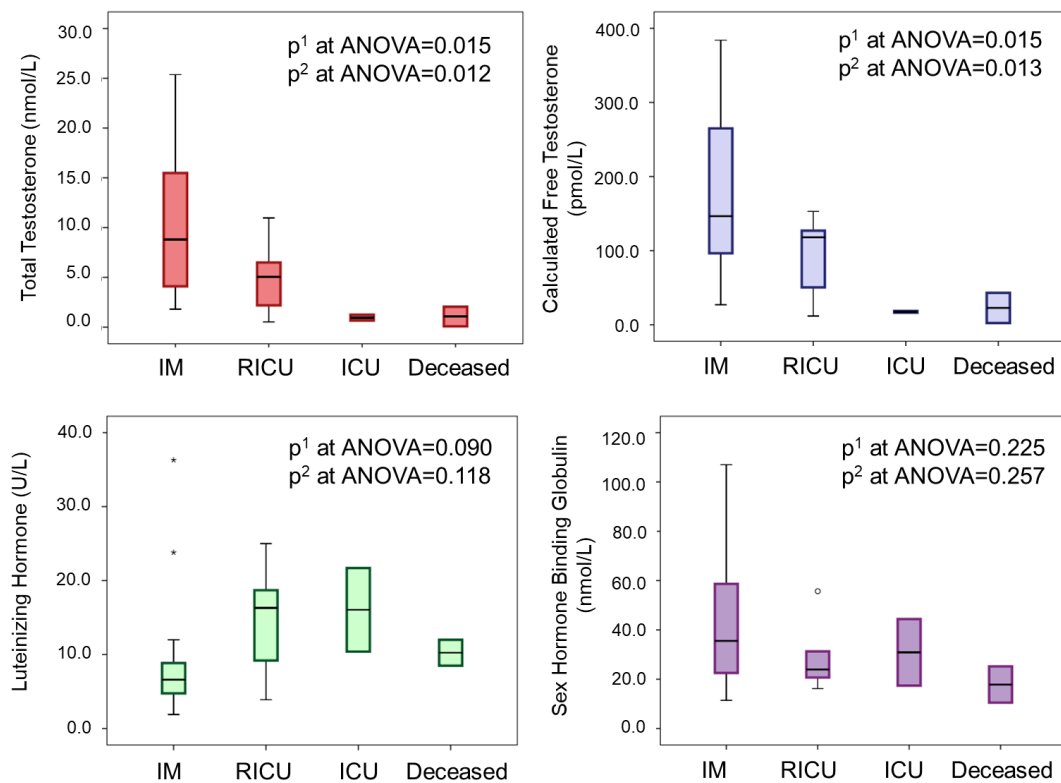 Total Testosterone (nmol/L)
30.0
25.0
20.0
15.0
10.0
5.0
0.0
p¹ at ANOVA=0.015
p² at ANOVA=0.012
IM RICU ICU Deceased
Calculated Free Testosterone
(pmol/L)
400.0
300.0
200.0
100.0
0.0
p¹ at ANOVA=0.015
p² at ANOVA=0.013
IM RICU ICU Deceased
Luteinizing Hormone (U/L)
40.0
30.0
20.0
10.0
0.0
p¹ at ANOVA=0.090
p² at ANOVA=0.118
IM RICU ICU Deceased
Sex Hormone Binding Globulin
(nmol/L)
120.0
100.0
80.0
60.0
40.0
20.0
0.0
p¹ at ANOVA=0.225
p² at ANOVA=0.257
IM RICU ICU Deceased